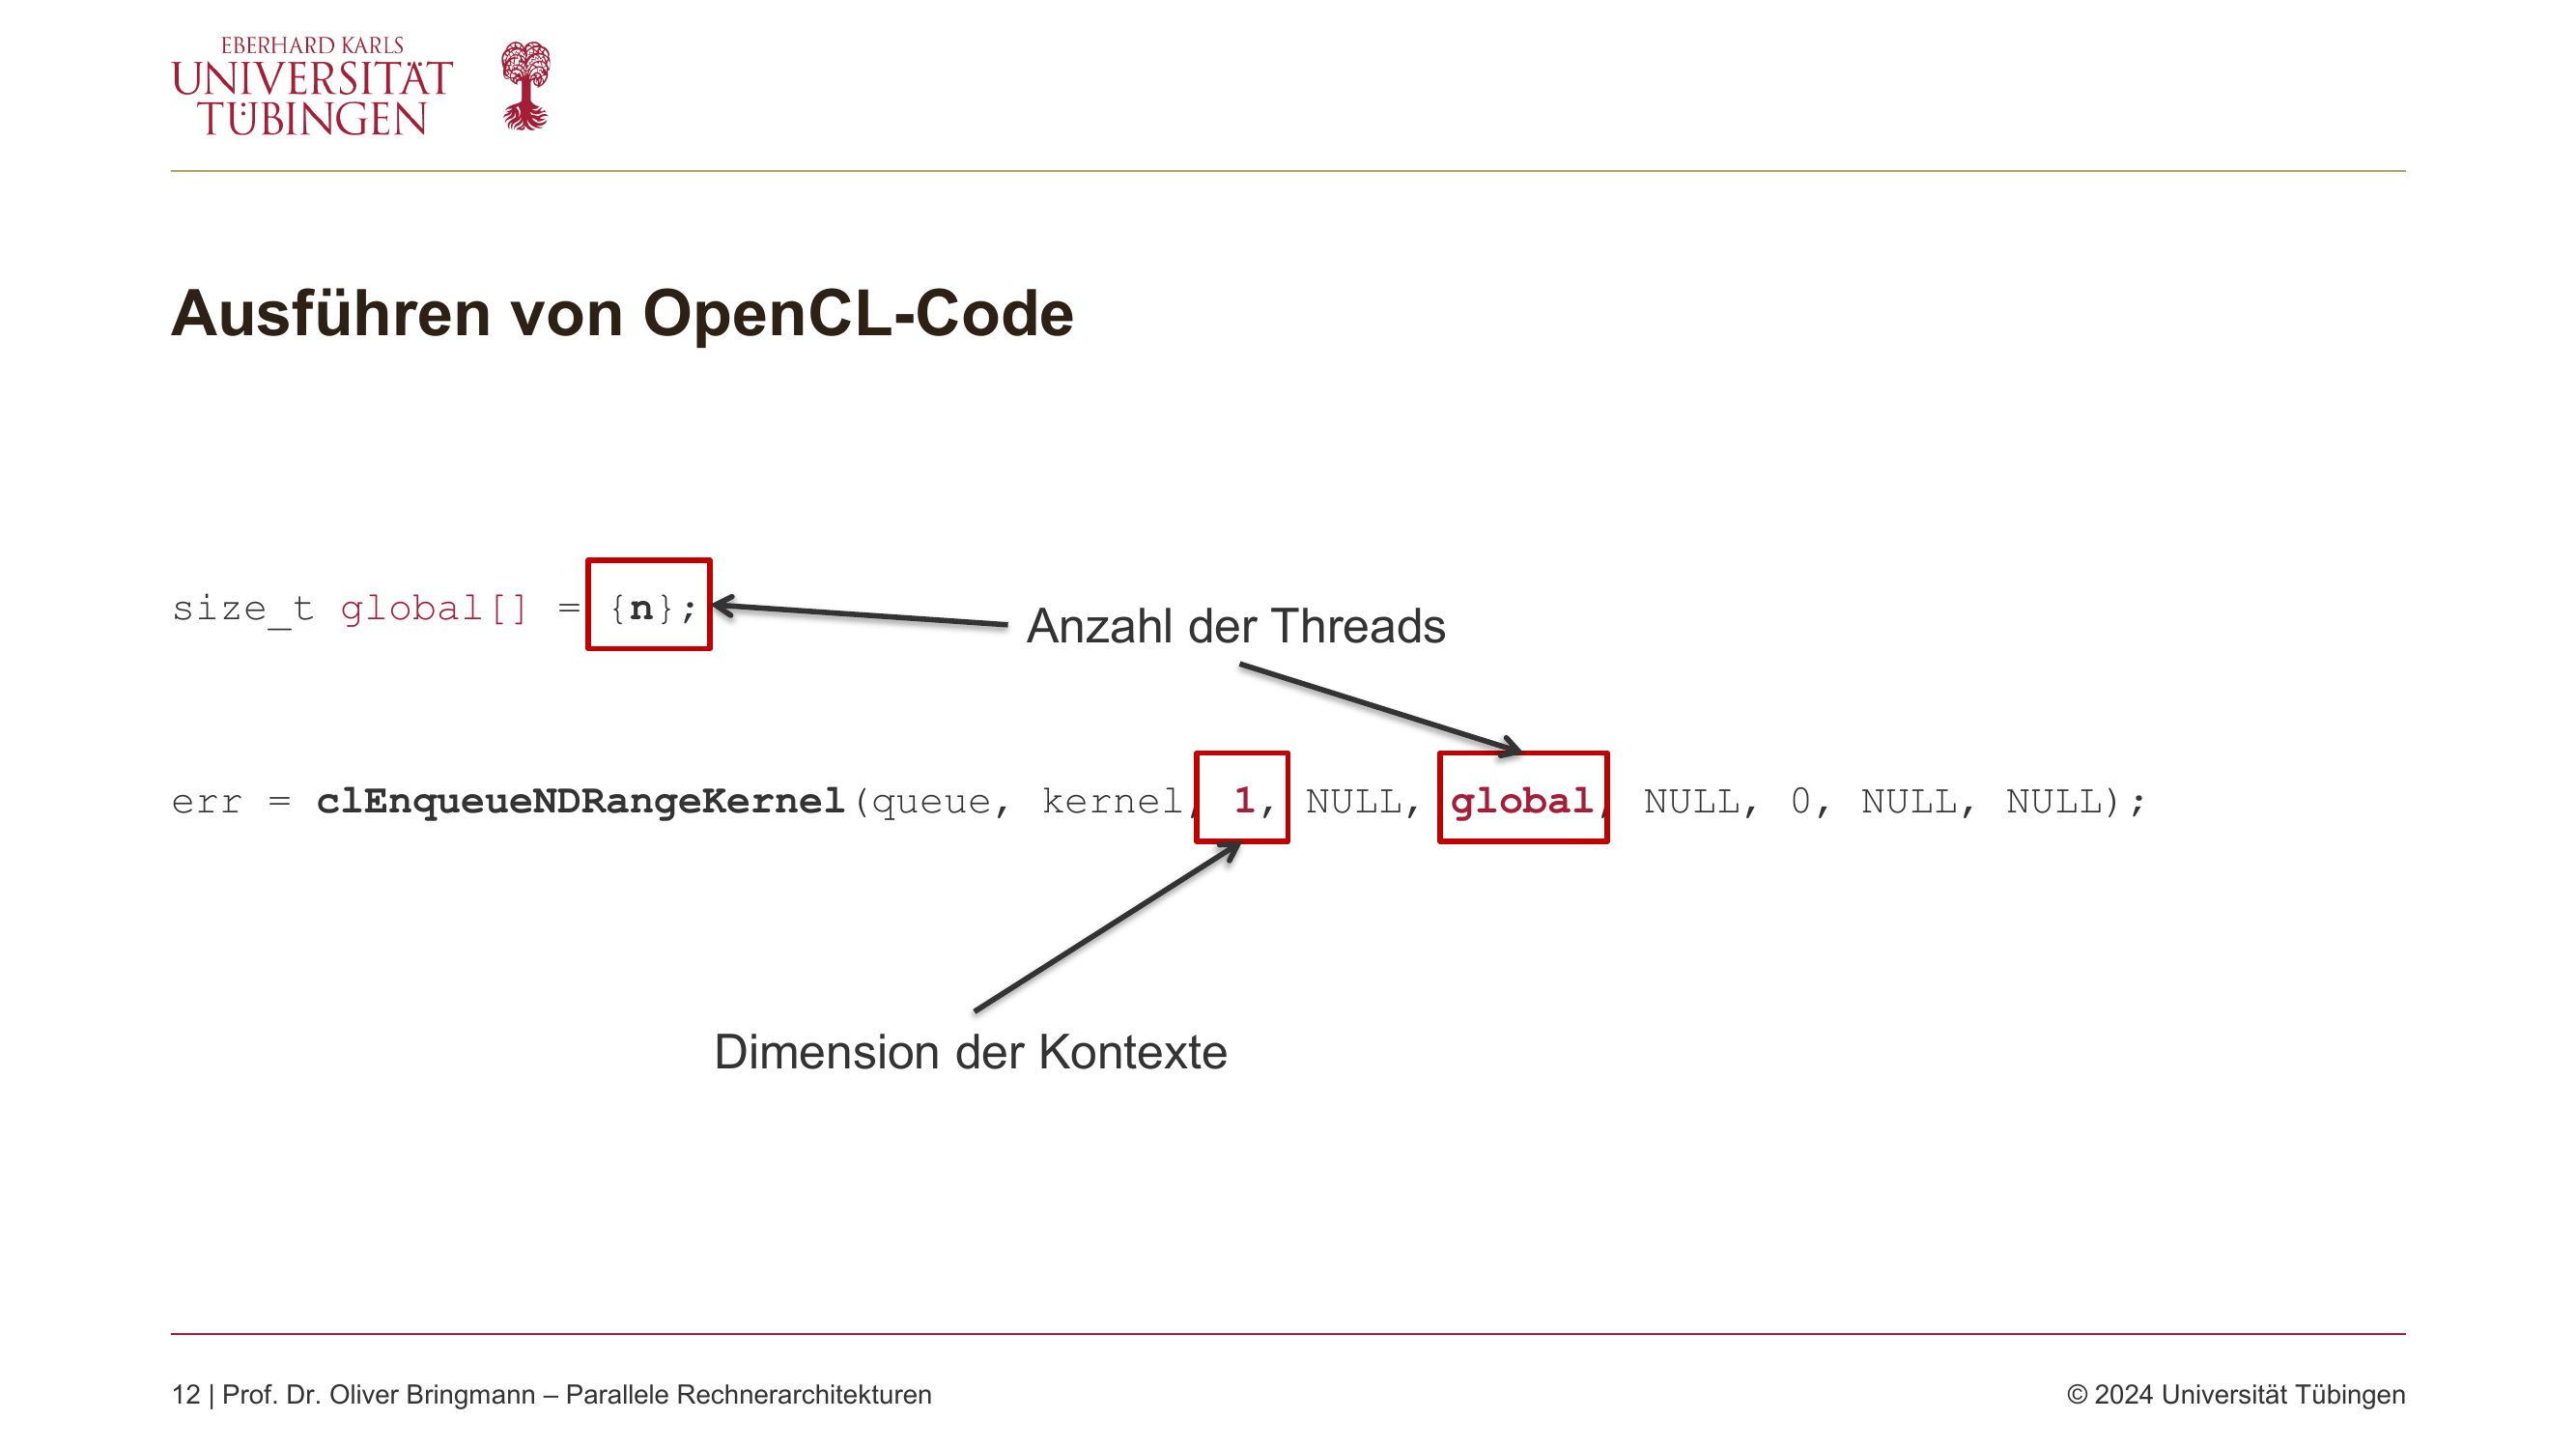 EBERHARD KARLS
UNIVERSITÄT
TÜBINGEN
Ausführen von OpenCL-Code
size_t global[] = {n};
Anzahl der Threads
err = clEnqueueNDRangeKernel(queue, kernel, 1, NULL, global, NULL, 0, NULL, NULL);
Dimension der Kontexte
12 | Prof. Dr. Oliver Bringmann – Parallele Rechnerarchitekturen
© 2024 Universität Tübingen